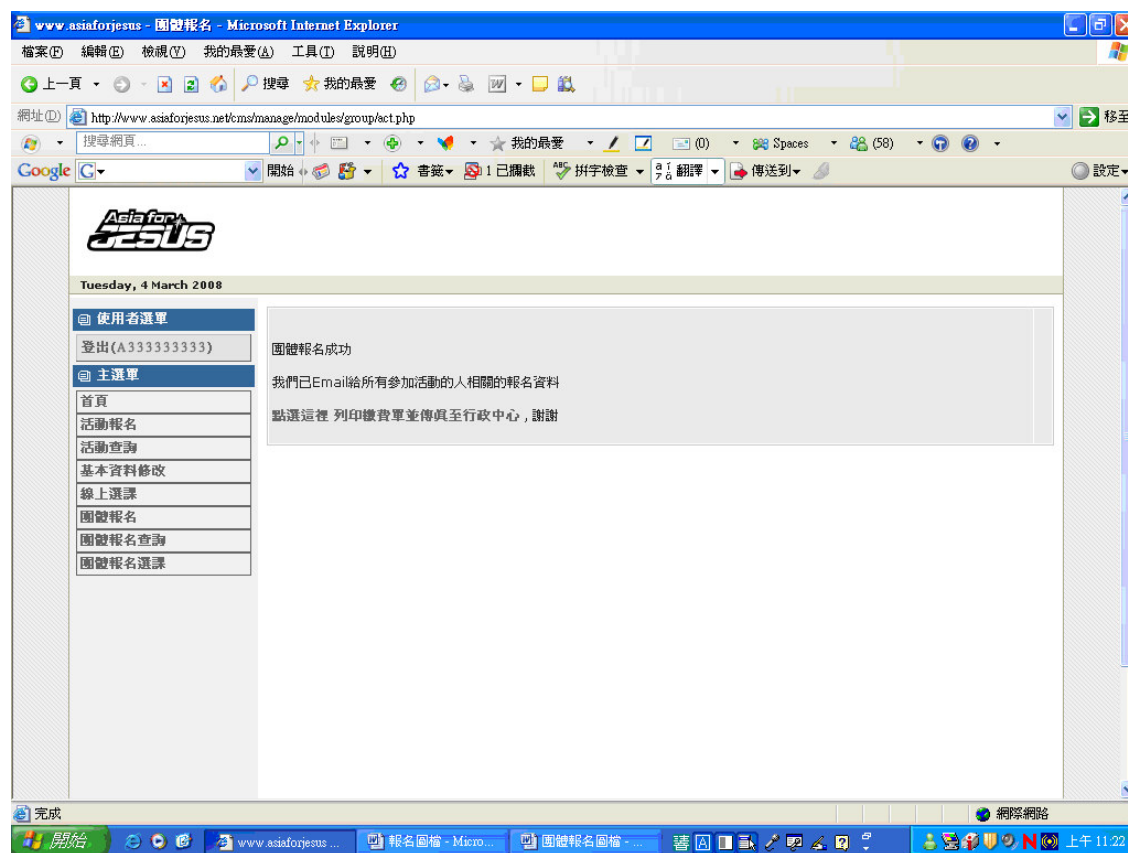 www.asiaforjesus - 團體報名 - Microsoft Internet Explorer
檔案(F) 編輯(E) 檢視(V) 我的最愛(A) 工具(T) 說明(H)
上一頁 搜尋 我的最愛
網址(D) http://www.asiaforjesus.net/cms/manage/modules/group/act.php 移至
搜尋網頁... 我的最愛 (0) Spaces (58)
Google G 開始 書籤 1 已攔截 拼字檢查 翻譯 傳送到 設定
Asia for JESUS
Tuesday, 4 March 2008
使用者選單
登出(A333333333)
主選單
首頁
活動報名
活動查詢
基本資料修改
線上選課
團體報名
團體報名查詢
團體報名選課
團體報名成功
我們已Email給所有參加活動的人相關的報名資料
點選這裡 列印繳費單並傳真至行政中心 , 謝謝
完成 網際網路
開始 www.asiaforjesus ... 報名圖檔 - Micro... 團體報名圖檔 - ... 上午 11:22